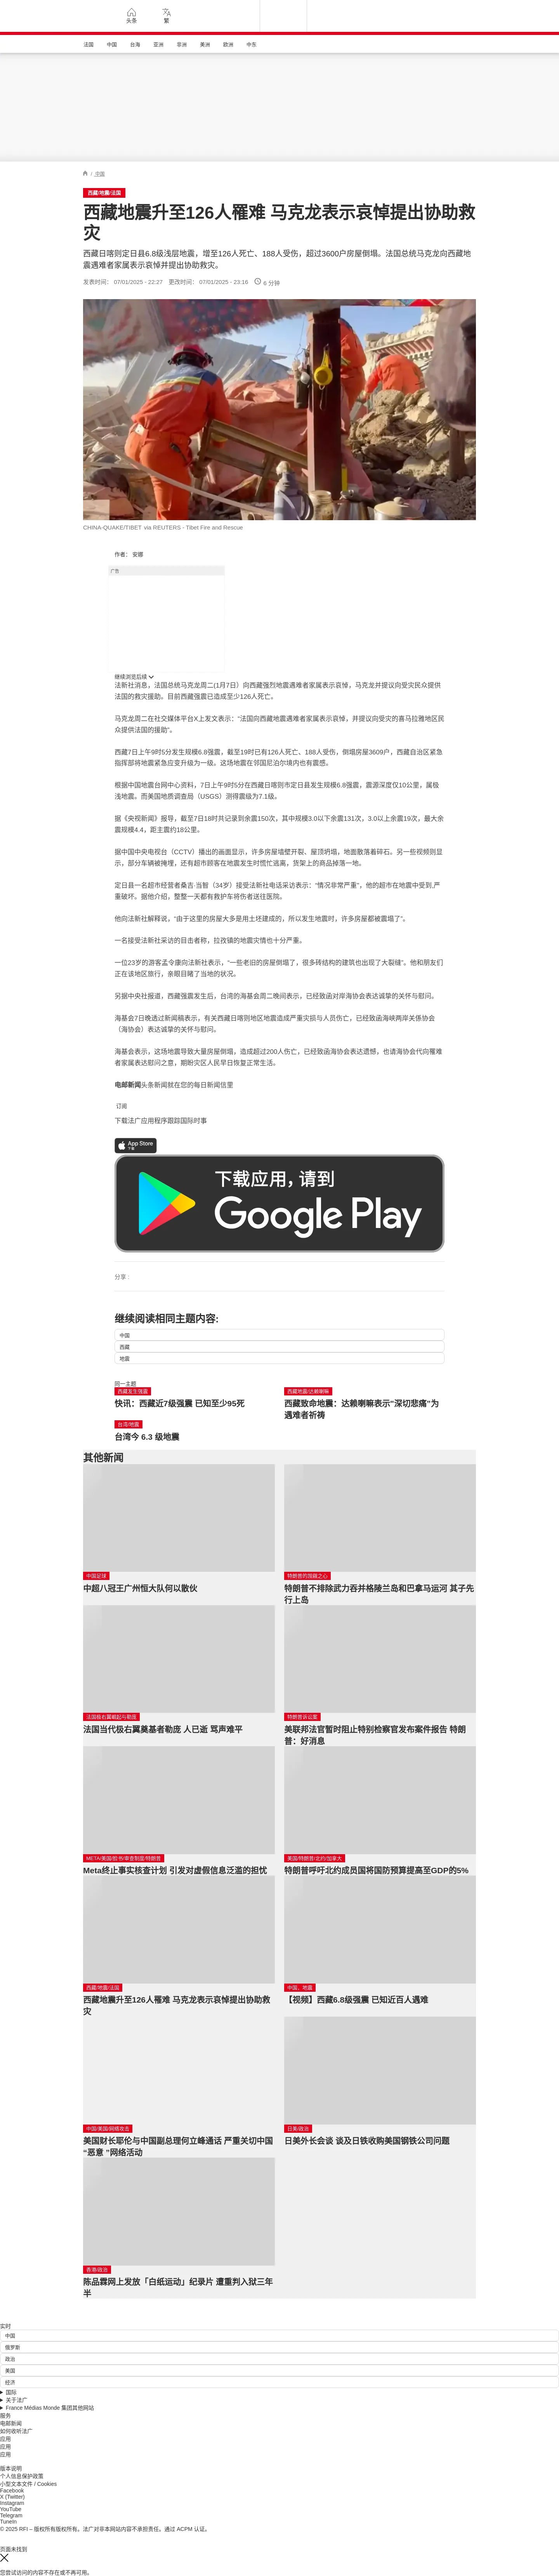 头条
繁
法国
中国
台海
亚洲
非洲
美洲
欧洲
中东
/ 中国
西藏/地震/法国
西藏地震升至126人罹难 马克龙表示哀悼提出协助救
灾
西藏日喀则定日县6.8级浅层地震，增至126人死亡、188人受伤，超过3600户房屋倒塌。法国总统马克龙向西藏地
震遇难者家属表示哀悼并提出协助救灾。
发表时间： 07/01/2025 - 22:27 更改时间： 07/01/2025 - 23:16 6 分钟
CHINA-QUAKE/TIBET via REUTERS - Tibet Fire and Rescue
作者： 安娜
广告
继续浏览后续
法新社消息，法国总统马克龙周二(1月7日）向西藏强烈地震遇难者家属表示哀悼，马克龙并提议向受灾民众提供
法国的救灾援助。目前西藏强震已造成至少126人死亡。
马克龙周二在社交媒体平台X上发文表示："法国向西藏地震遇难者家属表示哀悼，并提议向受灾的喜马拉雅地区民
众提供法国的援助"。
西藏7日上午9时5分发生规模6.8强震，截至19时已有126人死亡、188人受伤，倒塌房屋3609户，西藏自治区紧急
指挥部将地震紧急应变升级为一级。这场地震在邻国尼泊尔境内也有震感。
根据中国地震台网中心资料，7日上午9时5分在西藏日喀则市定日县发生规模6.8强震，震源深度仅10公里，属极
浅地震。而美国地质调查局（USGS）测得震级为7.1级。
据《央视新闻》报导，截至7日18时共记录到余震150次，其中规模3.0以下余震131次，3.0以上余震19次，最大余
震规模4.4，距主震约18公里。
据中国中央电视台（CCTV）播出的画面显示，许多房屋墙壁开裂、屋顶坍塌，地面散落着碎石。另一些视频则显
示，部分车辆被掩埋，还有超市顾客在地震发生时慌忙逃离，货架上的商品掉落一地。
定日县一名超市经营者桑吉·当智（34岁）接受法新社电话采访表示："情况非常严重"，他的超市在地震中受到,严
重破坏。据他介绍，整整一天都有救护车将伤者送往医院。
他向法新社解释说，"由于这里的房屋大多是用土坯建成的，所以发生地震时，许多房屋都被震塌了"。
一名接受法新社采访的目击者称，拉孜镇的地震灾情也十分严重。
一位23岁的游客孟令康向法新社表示，"一些老旧的房屋倒塌了，很多砖结构的建筑也出现了大裂缝"。他和朋友们
正在该地区旅行，亲眼目睹了当地的状况。
另据中央社报道，西藏强震发生后，台湾的海基会周二晚间表示，已经致函对岸海协会表达诚挚的关怀与慰问。
海基会7日晚透过新闻稿表示，有关西藏日喀则地区地震造成严重灾损与人员伤亡，已经致函海峡两岸关係协会
（海协会）表达诚挚的关怀与慰问。
海基会表示，这场地震导致大量房屋倒塌，造成超过200人伤亡，已经致函海协会表达遗憾，也请海协会代向罹难
者家属表达慰问之意，期盼灾区人民早日恢复正常生活。
电邮新闻头条新闻就在您的每日新闻信里
订阅
下载法广应用程序跟踪国际时事
App Store
下载
下载应用，请到
Google Play
分享 :
继续阅读相同主题内容:
中国
西藏
地震
同一主题
西藏发生强震
快讯：西藏近7级强震 已知至少95死
西藏地震/达赖喇嘛
西藏致命地震：达赖喇嘛表示"深切悲痛"为
遇难者祈祷
台湾/地震
台湾今 6.3 级地震
其他新闻
中国足球
中超八冠王广州恒大队何以散伙
特朗普的囤疆之心
特朗普不排除武力吞并格陵兰岛和巴拿马运河 其子先
行上岛
法国极右翼崛起与勒庞
法国当代极右翼奠基者勒庞 人已逝 骂声难平
特朗普诉讼案
美联邦法官暂时阻止特别检察官发布案件报告 特朗
普：好消息
META/美国/脸书/审查制度/特朗普
Meta终止事实核查计划 引发对虚假信息泛滥的担忧
美国/特朗普/北约/加拿大
特朗普呼吁北约成员国将国防预算提高至GDP的5%
西藏/地震/法国
西藏地震升至126人罹难 马克龙表示哀悼提出协助救
灾
中国、地震
【视频】西藏6.8级强震 已知近百人遇难
中国/美国/网络攻击
美国财长耶伦与中国副总理何立峰通话 严重关切中国
“恶意 ”网络活动
日美/政治
日美外长会谈 谈及日铁收购美国钢铁公司问题
香港/政治
陈品霖网上发放「白纸运动」纪录片 遭重判入狱三年
半
实时
中国
俄罗斯
政治
美国
经济
国际
关于法广
France Médias Monde 集团其他网站
服务
电邮新闻
如何收听法广
应用
应用
应用
版本说明
个人信息保护政策
小型文本文件 / Cookies
Facebook
X (Twitter)
Instagram
YouTube
Telegram
TuneIn
© 2025 RFI – 版权所有版权所有。法广对非本网站内容不承担责任。通过 ACPM 认证。
页面未找到
您尝试访问的内容不存在或不再可用。